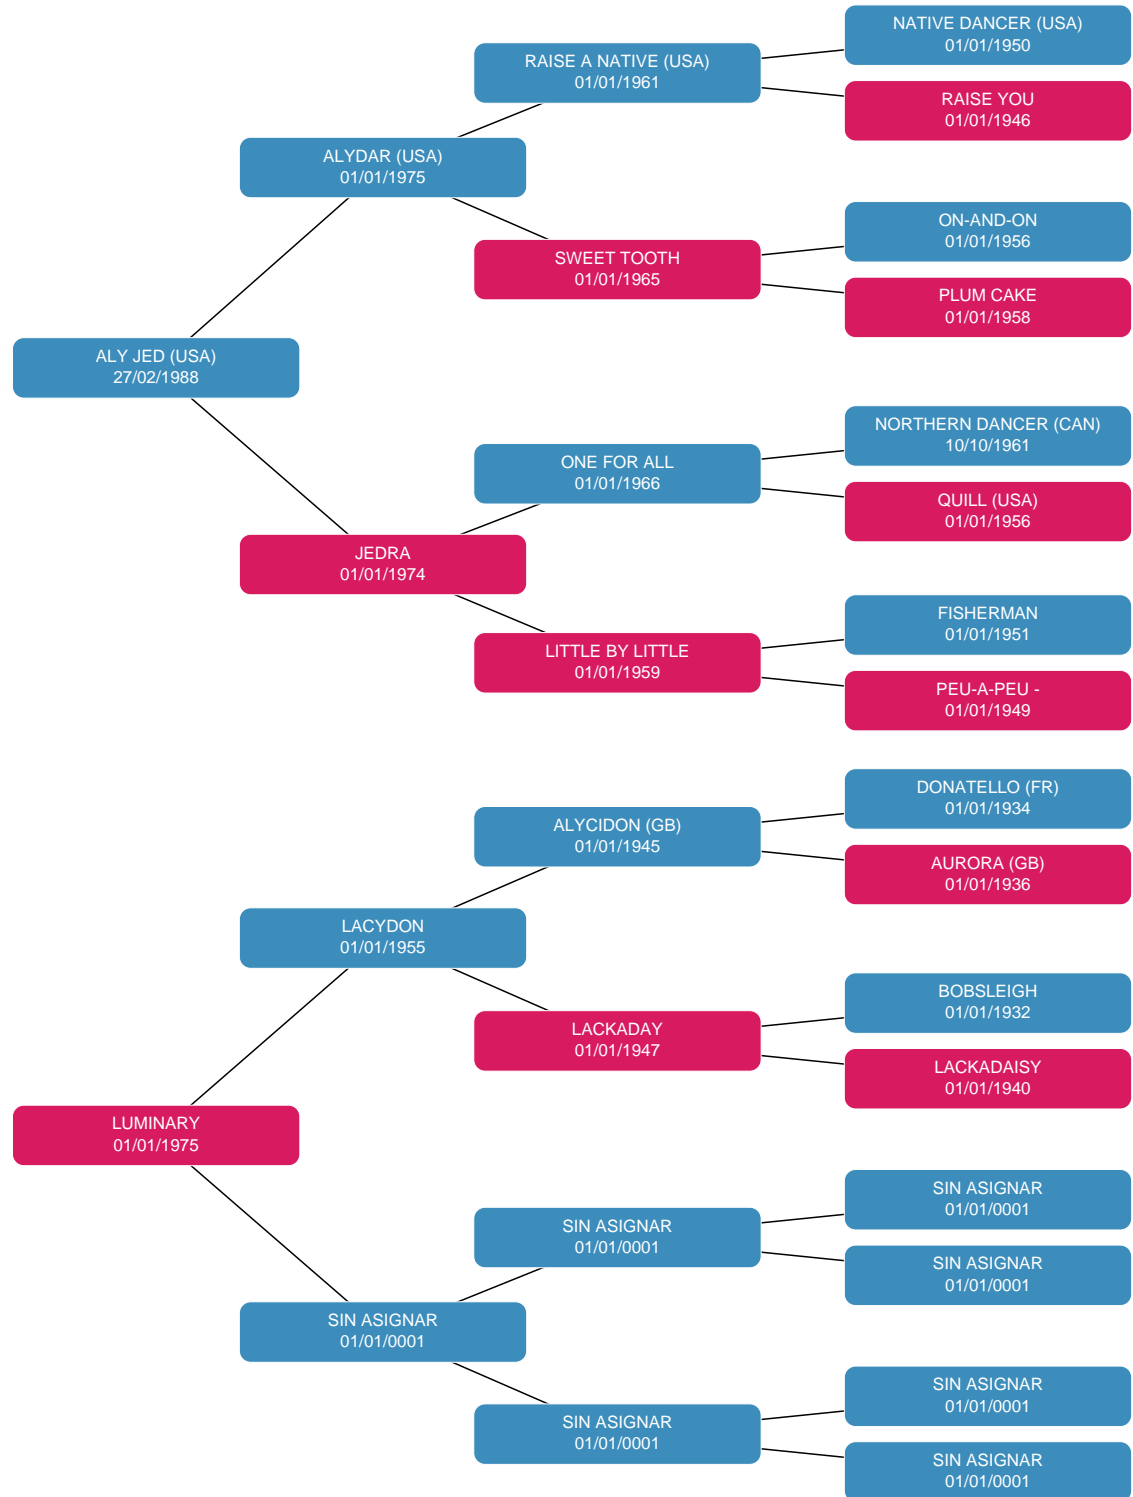 NATIVE DANCER (USA)
01/01/1950
RAISE A NATIVE (USA)
01/01/1961
RAISE YOU
01/01/1946
ALYDAR (USA)
01/01/1975
ON-AND-ON
01/01/1956
SWEET TOOTH
01/01/1965
PLUM CAKE
01/01/1958
ALY JED (USA)
27/02/1988
NORTHERN DANCER (CAN)
10/10/1961
ONE FOR ALL
01/01/1966
QUILL (USA)
01/01/1956
JEDRA
01/01/1974
FISHERMAN
01/01/1951
LITTLE BY LITTLE
01/01/1959
PEU-A-PEU -
01/01/1949
DONATELLO (FR)
01/01/1934
ALYCIDON (GB)
01/01/1945
AURORA (GB)
01/01/1936
LACYDON
01/01/1955
BOBSLEIGH
01/01/1932
LACKADAY
01/01/1947
LACKADAISY
01/01/1940
LUMINARY
01/01/1975
SIN ASIGNAR
01/01/0001
SIN ASIGNAR
01/01/0001
SIN ASIGNAR
01/01/0001
SIN ASIGNAR
01/01/0001
SIN ASIGNAR
01/01/0001
SIN ASIGNAR
01/01/0001
SIN ASIGNAR
01/01/0001